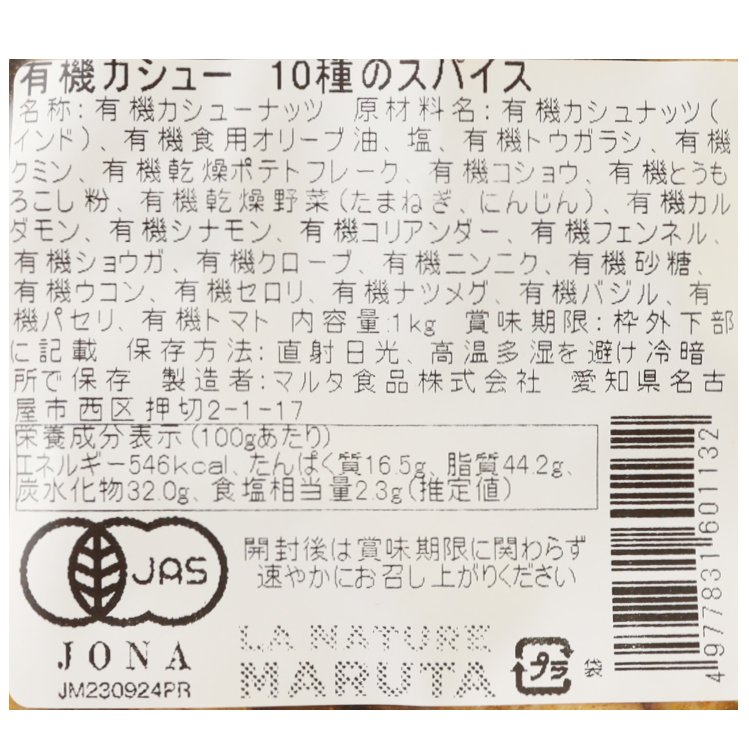 有機カシュー 10種のスパイス
名称:有機カシューナッツ 原材料名:有機カシュナッツ(
インド)、有機食用オリーブ油、塩、有機トウガラシ、有機
クミン、有機乾燥ポテトフレーク、有機コショウ、有機とうも
ろこし粉、有機乾燥野菜(たまねぎ、にんじん)、有機カル
ダモン、有機シナモン、有機コリアンダー、有機フェンネル、
有機ショウガ、有機クローブ、有機ニンニク、有機砂糖、
有機ウコン、有機セロリ、有機ナツメグ、有機バジル、有
機パセリ、有機トマト 内容量:1kg 賞味期限:枠外下部
に記載 保存方法:直射日光、高温多湿を避け冷暗
所で保存 製造者:マルタ食品株式会社 愛知県名古
屋市西区押切2-1-17
栄養成分表示(100gあたり)
エネルギー546kcal、たんぱく質16.5g、脂質44.2g、
炭水化物32.0g、食塩相当量2.3g(推定値)
JAS
JONA
JM230924PR
開封後は賞味期限に関わらず
速やかにお召し上がりください
LA NATURE
MARUTA
プラ
袋
4977831601132